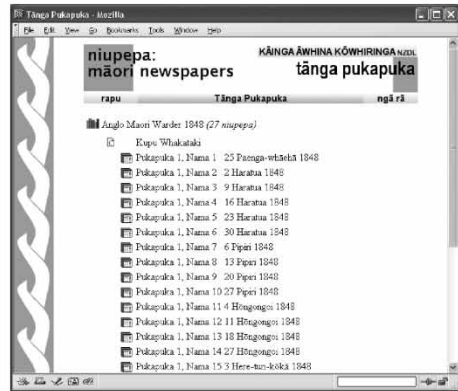 Tānga Pukapuka - Mozilla
File Edit View Go Bookmarks Tools Window Help
niupepa:
māori newspapers
KĀINGA ĀWHINA KŌWHIRINGA NZDL
tānga pukapuka
rapu Tānga Pukapuka ngā rā
Anglo Maori Warder 1848 (27 niupepa)
Kupu Whakataki
Pukapuka 1, Nama 1 25 Paenga-whāwhā 1848
Pukapuka 1, Nama 2 2 Haratua 1848
Pukapuka 1, Nama 3 9 Haratua 1848
Pukapuka 1, Nama 4 16 Haratua 1848
Pukapuka 1, Nama 5 23 Haratua 1848
Pukapuka 1, Nama 6 30 Haratua 1848
Pukapuka 1, Nama 7 6 Pipiri 1848
Pukapuka 1, Nama 8 13 Pipiri 1848
Pukapuka 1, Nama 9 20 Pipiri 1848
Pukapuka 1, Nama 10 27 Pipiri 1848
Pukapuka 1, Nama 11 4 Hōngongoi 1848
Pukapuka 1, Nama 12 11 Hōngongoi 1848
Pukapuka 1, Nama 13 18 Hōngongoi 1848
Pukapuka 1, Nama 14 27 Hōngongoi 1848
Pukapuka 1, Nama 15 3 Here-turi-kōkā 1848